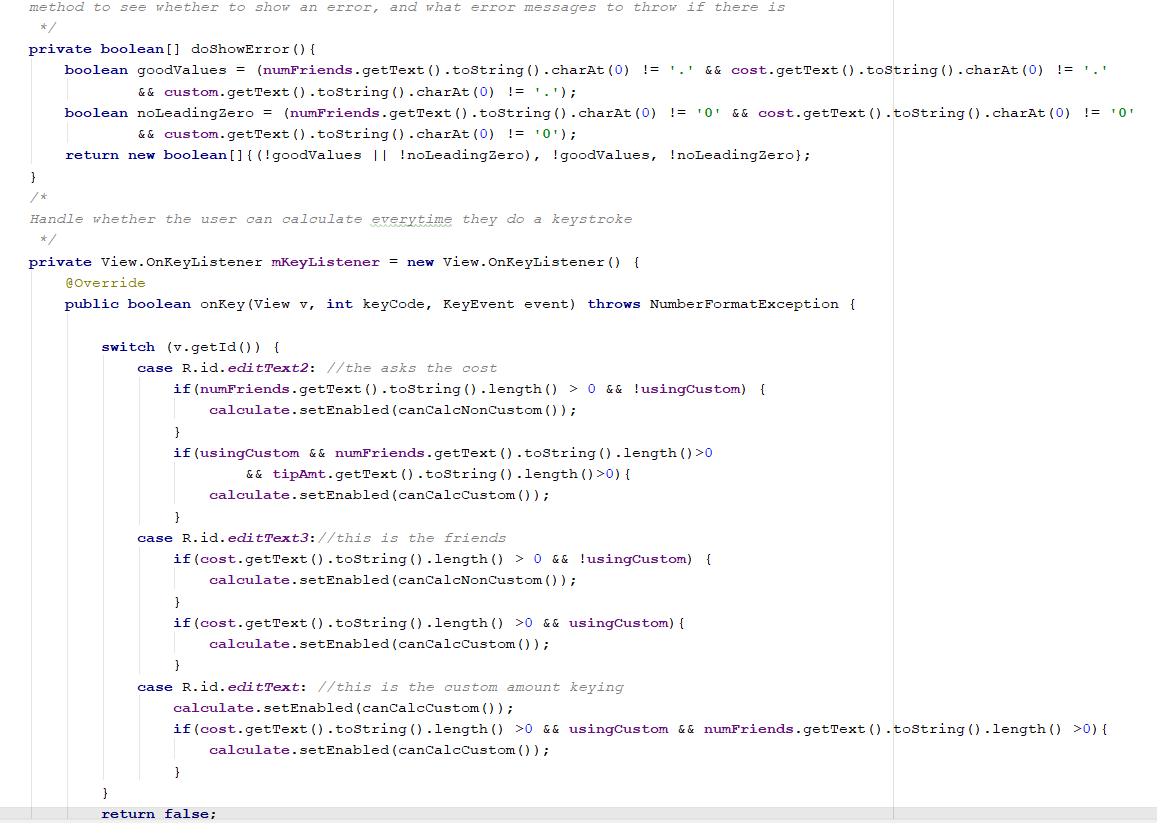 method to see whether to show an error, and what error messages to throw if there is
*/
private boolean[] doShowError(){
boolean goodValues = (numFriends.getText().toString().charAt(0) != '.' && cost.getText().toString().charAt(0) != '.'
&& custom.getText().toString().charAt(0) != '.');
boolean noLeadingZero = (numFriends.getText().toString().charAt(0) != '0' && cost.getText().toString().charAt(0) != '0'
&& custom.getText().toString().charAt(0) != '0');
return new boolean[]{(!goodValues || !noLeadingZero), !goodValues, !noLeadingZero};
}
/*
Handle whether the user can calculate everytime they do a keystroke
*/
private View.OnKeyListener mKeyListener = new View.OnKeyListener() {
@Override
public boolean onKey(View v, int keyCode, KeyEvent event) throws NumberFormatException {
switch (v.getId()) {
case R.id.editText2: //the asks the cost
if(numFriends.getText().toString().length() > 0 && !usingCustom) {
calculate.setEnabled(canCalcNonCustom());
}
if(usingCustom && numFriends.getText().toString().length()>0
&& tipAmt.getText().toString().length()>0){
calculate.setEnabled(canCalcCustom());
}
case R.id.editText3://this is the friends
if(cost.getText().toString().length() > 0 && !usingCustom) {
calculate.setEnabled(canCalcNonCustom());
}
if(cost.getText().toString().length() >0 && usingCustom){
calculate.setEnabled(canCalcCustom());
}
case R.id.editText: //this is the custom amount keying
calculate.setEnabled(canCalcCustom());
if(cost.getText().toString().length() >0 && usingCustom && numFriends.getText().toString().length() >0){
calculate.setEnabled(canCalcCustom());
}
}
return false;